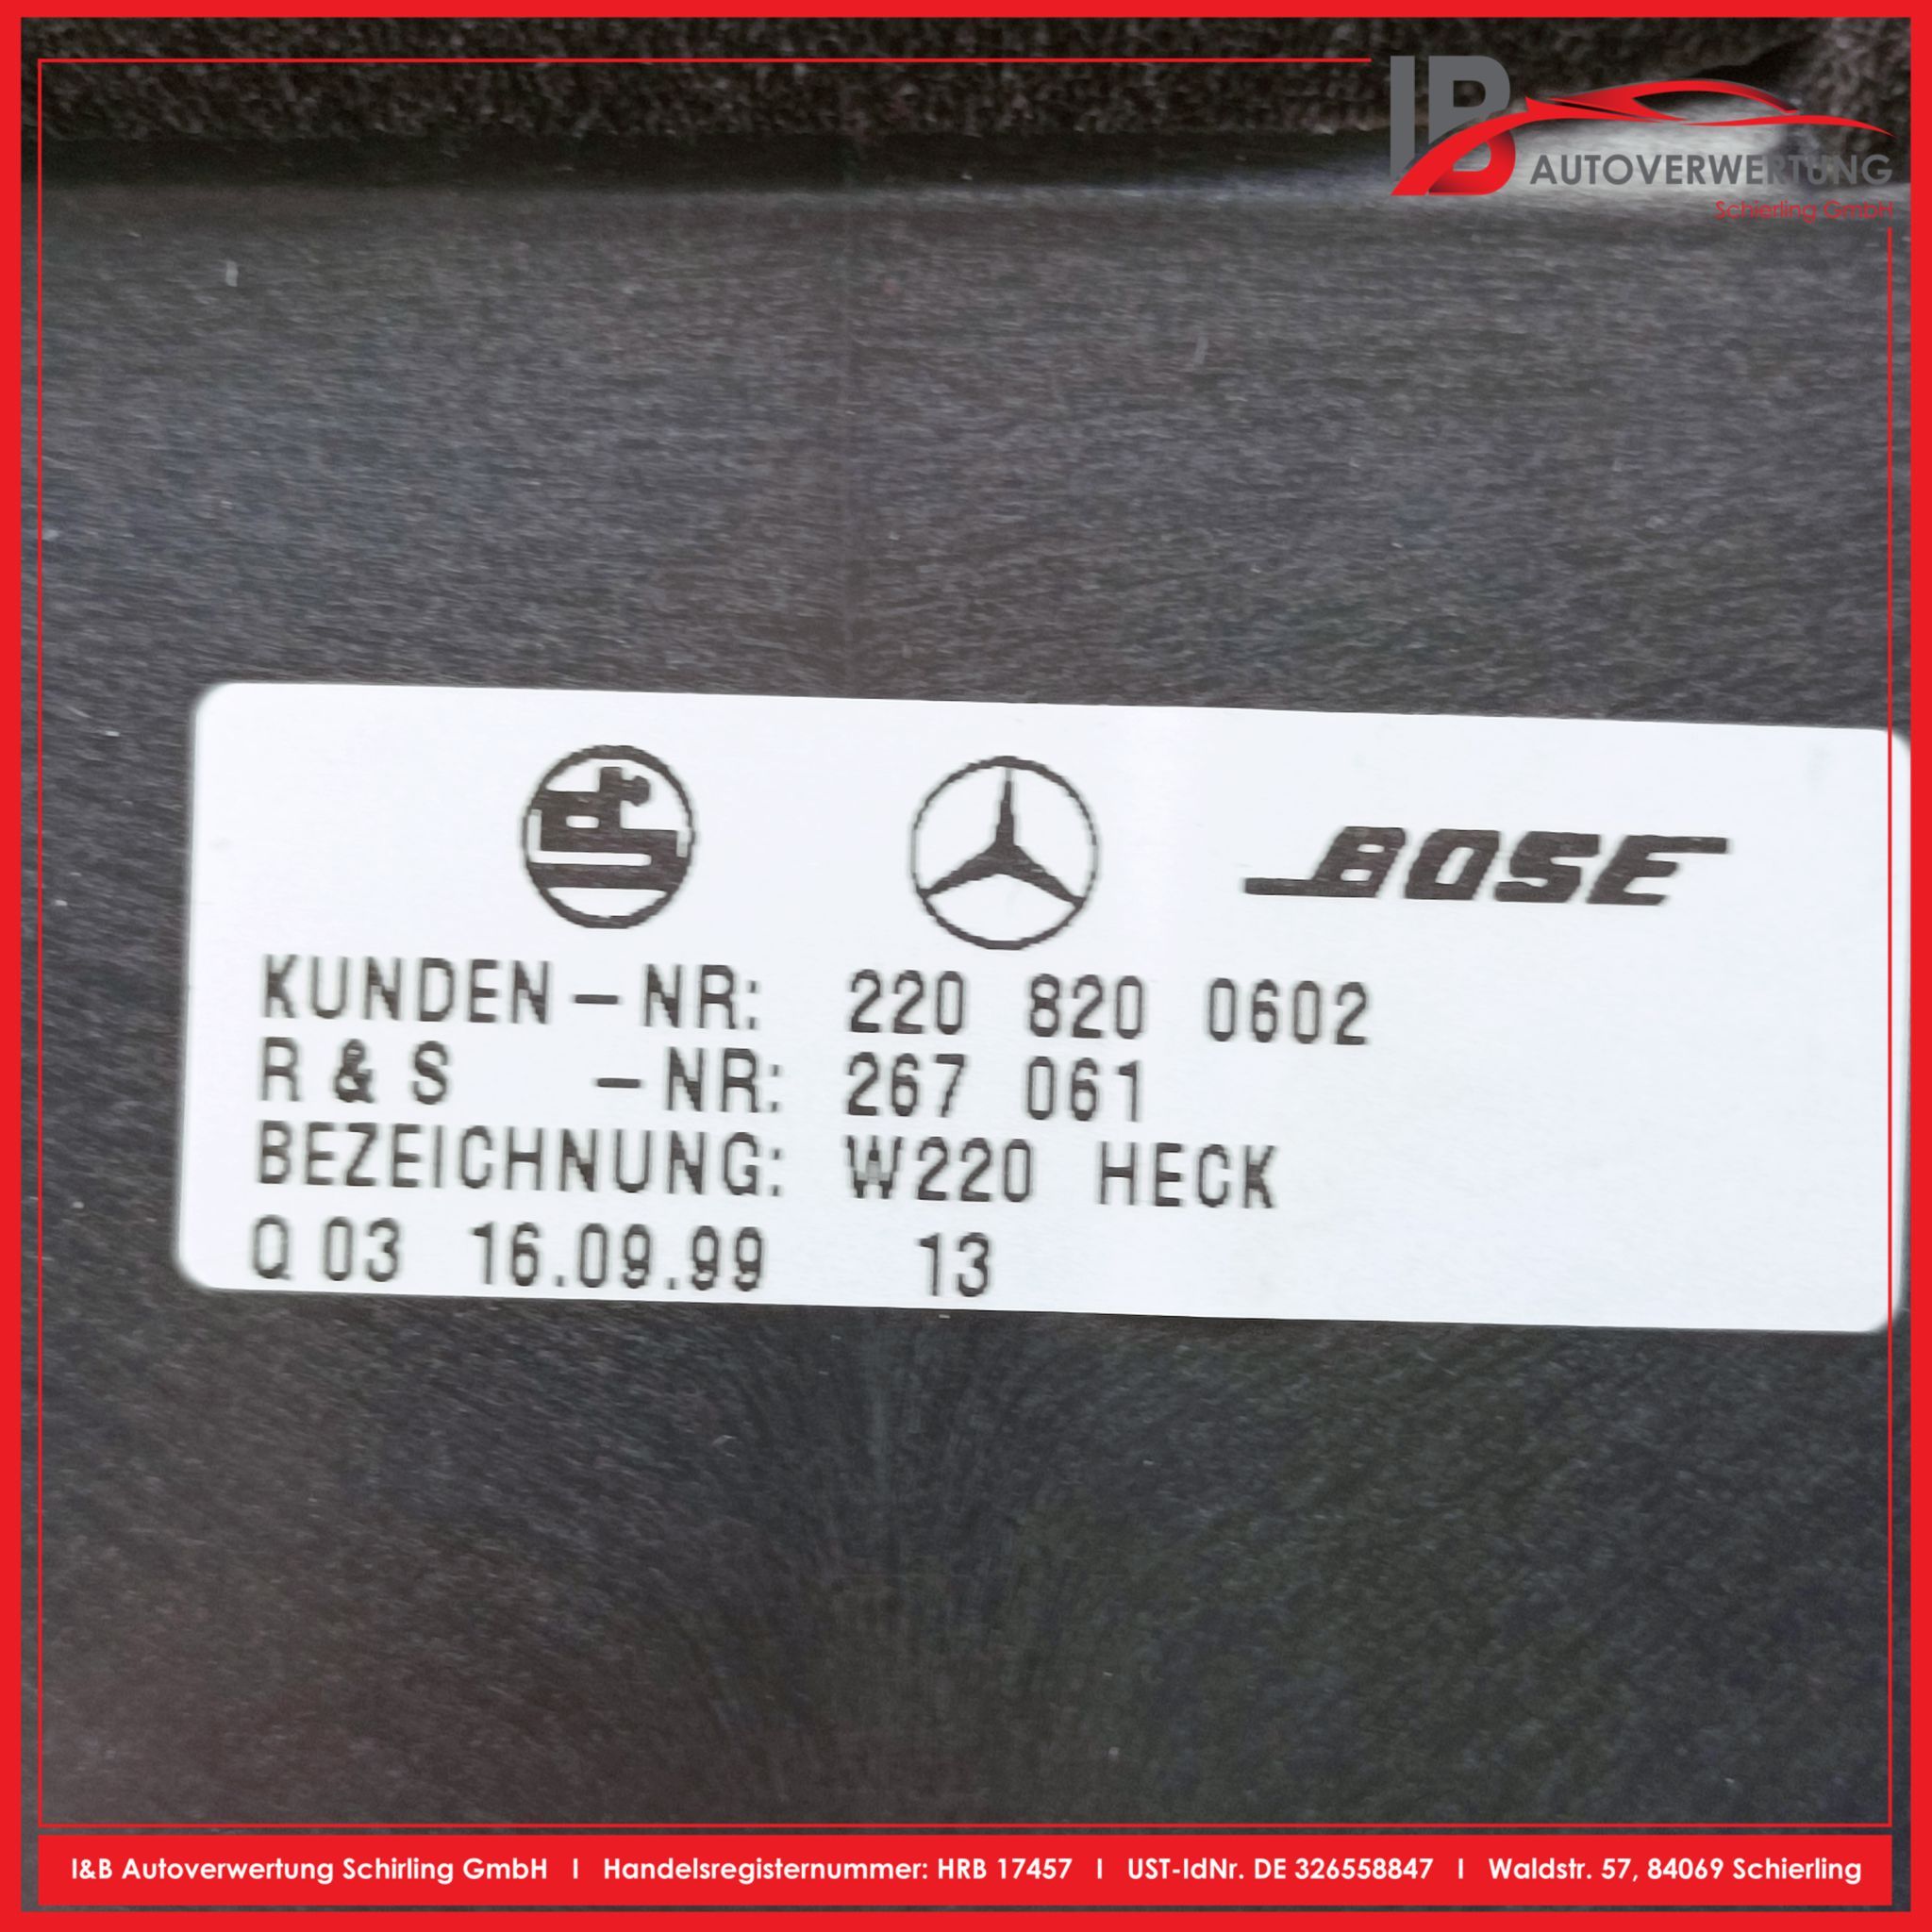 IB
AUTOVERWERTUNG
Schierling GmbH
BOSE
KUNDEN-NR: 220 820 0602
R & S -NR: 267 061
BEZEICHNUNG: W220 HECK
Q 03 16.09.99 13
I&B Autoverwertung Schirling GmbH I Handelsregisternummer: HRB 17457 I UST-IdNr. DE 326558847 I Waldstr. 57, 84069 Schierling